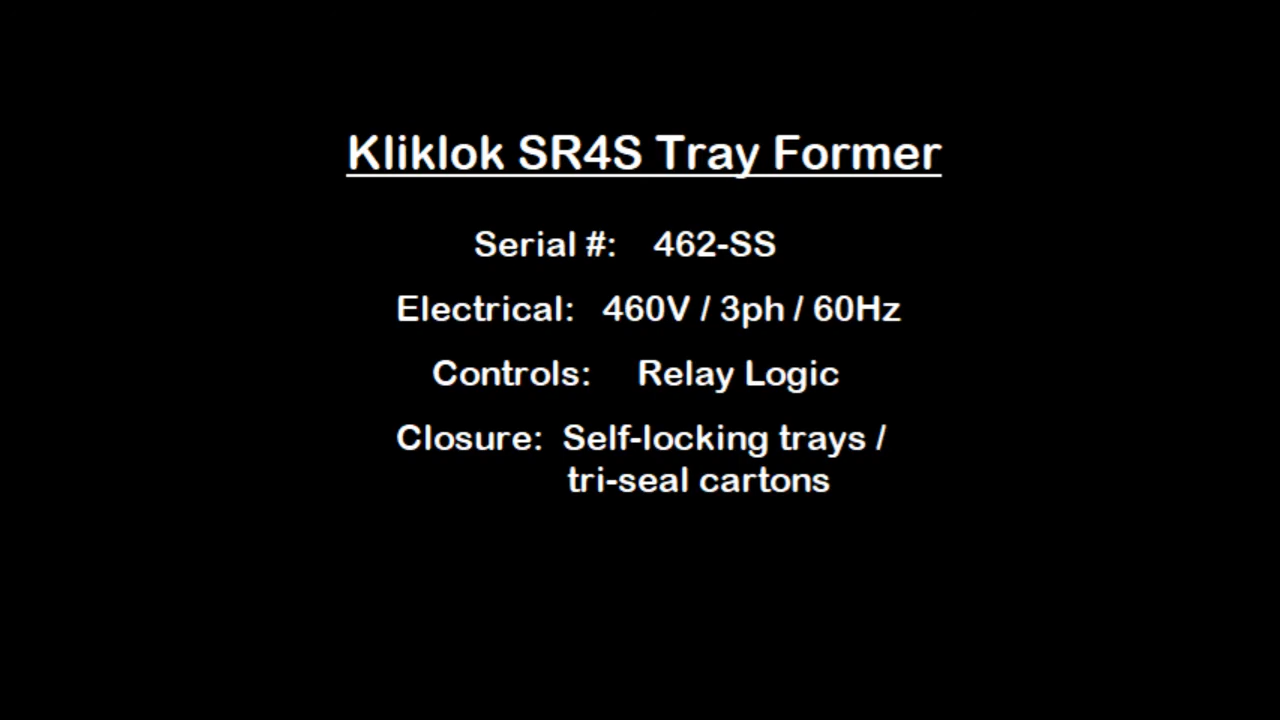 Kliklok SR4S Tray Former
Serial #: 462-SS
Electrical: 460V / 3ph / 60Hz
Controls: Relay Logic
Closure: Self-locking trays /
tri-seal cartons